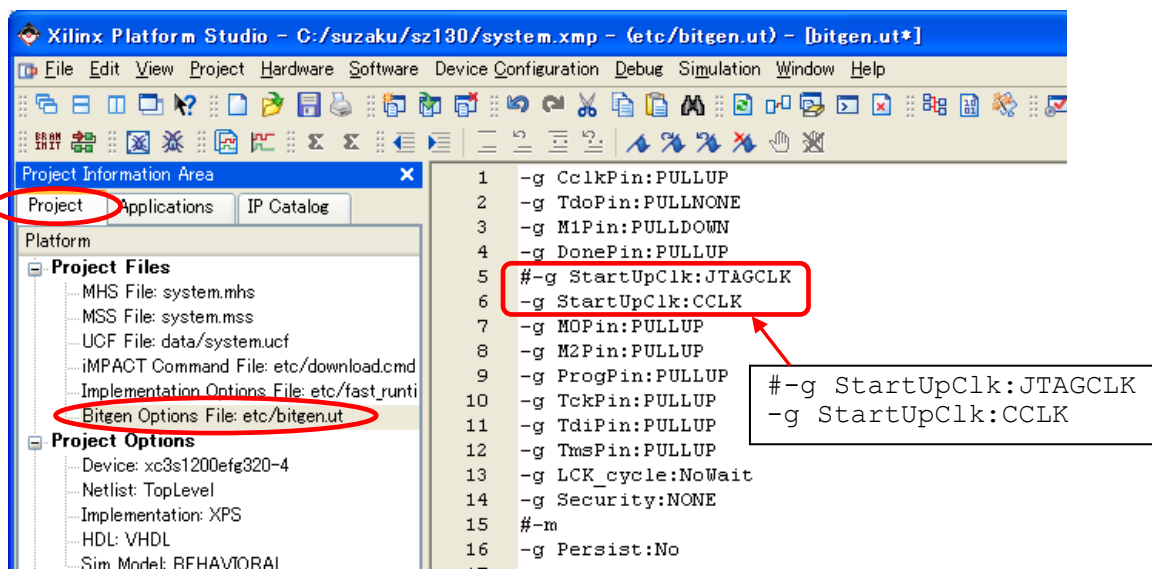 Xilinx Platform Studio - C:/suzaku/sz130/system.xmp - (etc/bitgen.ut) - [bitgen.ut*]
File Edit View Project Hardware Software Device Configuration Debug Simulation Window Help
BRAM
INIT
Project Information Area
Project Applications IP Catalog
Platform
Project Files
MHS File: system.mhs
MSS File: system.mss
UCF File: data/system.ucf
iMPACT Command File: etc/download.cmd
Implementation Options File: etc/fast_runti
Bitgen Options File: etc/bitgen.ut
Project Options
Device: xc3s1200efg320-4
Netlist: TopLevel
Implementation: XPS
HDL: VHDL
Sim Model: BEHAVIORAL
1 -g CclkPin:PULLUP
2 -g TdoPin:PULLNONE
3 -g M1Pin:PULLDOWN
4 -g DonePin:PULLUP
5 #-g StartUpClk:JTAGCLK
6 -g StartUpClk:CCLK
7 -g M0Pin:PULLUP
8 -g M2Pin:PULLUP
9 -g ProgPin:PULLUP
10 -g TckPin:PULLUP
11 -g TdiPin:PULLUP
12 -g TmsPin:PULLUP
13 -g LCK_cycle:NoWait
14 -g Security:NONE
15 #-m
16 -g Persist:No
#-g StartUpClk:JTAGCLK
-g StartUpClk:CCLK